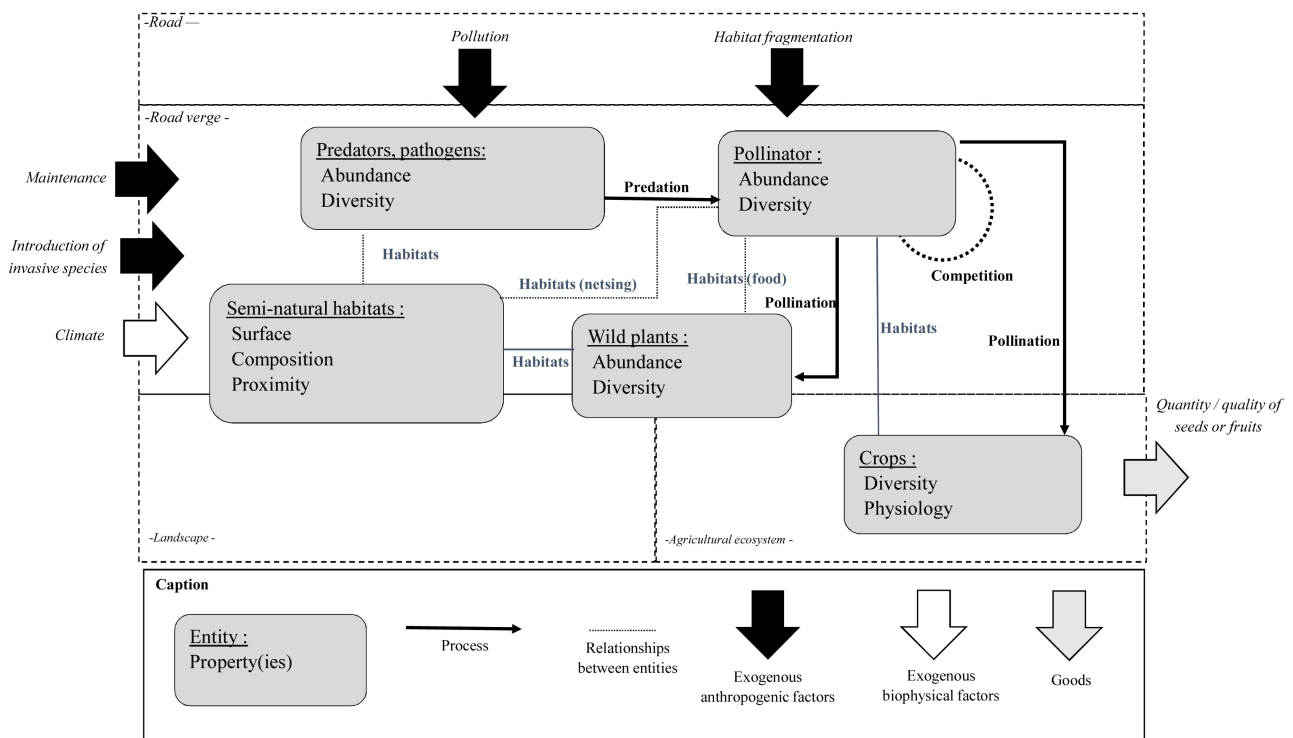 -Road —
Pollution
Habitat fragmentation
-Road verge -
Predators, pathogens:
Abundance
Diversity
Pollinator :
Abundance
Diversity
Maintenance
Predation
Introduction of
invasive species
Habitats
Habitats (netsing)
Habitats (food)
Competition
Pollination
Semi-natural habitats :
Surface
Composition
Proximity
Climate
Habitats
Wild plants :
Abundance
Diversity
Habitats
Pollination
Quantity / quality of
seeds or fruits
Crops :
Diversity
Physiology
-Landscape -
-Agricultural ecosystem -
Caption
Entity :
Property(ies)
Process
Relationships
between entities
Exogenous
anthropogenic factors
Exogenous
biophysical factors
Goods